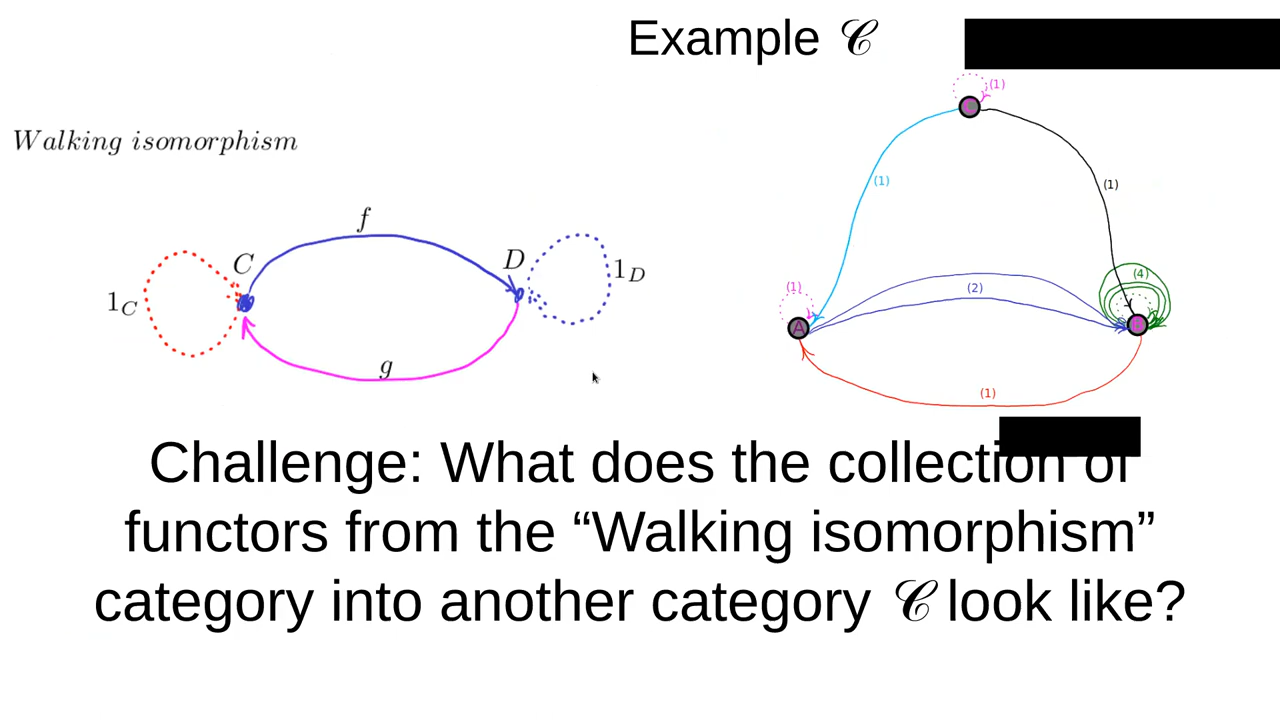 Example 𝒞
(1)
Walking isomorphism
(1)
(1)
f
C
D
1_D
1_C
(4)
(1)
(2)
A
g
(1)
Challenge: What does the collection of
functors from the “Walking isomorphism”
category into another category 𝒞 look like?